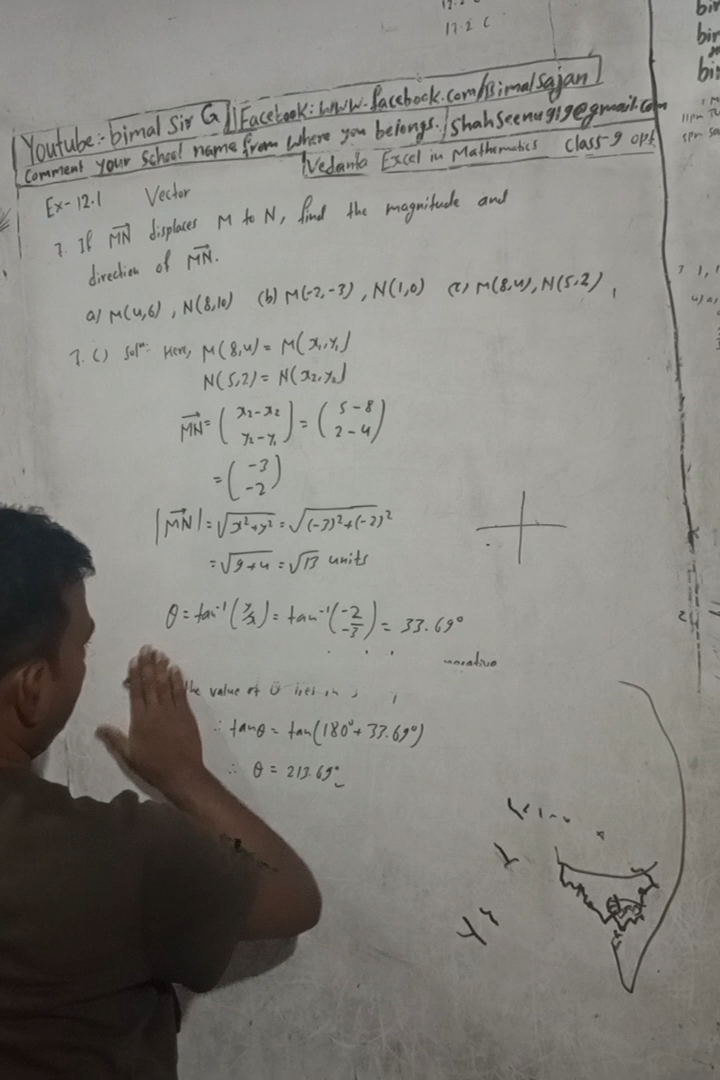 17.2 C
Youtube:- bimal Sir G || Facebook: www.facebook.com/Bimalsajan
Comment your School name from where you belongs. / Shahseenu919@gmail.com
Vedanta Excel in Mathematics class-9 opt
Ex-12.1 Vector
7. If MN→ displaces M to N, find the magnitude and
direction of MN→.
a) M(4,6), N(8,10) (b) M(-2,-3), N(1,0) (c) M(8,4), N(5,2)
7. c) Solⁿ: Here, M(8,4) = M(x₁,y₁)
N(5,2) = N(x₂,y₂)
MN→ = (x₂-x₂ y₂-y₁) = (5-8 2-4)
= (-3 -2)
|MN→| = √x²+y² = √(-3)²+(-2)²
= √9+4 = √13 units
θ = tan⁻¹(y/x) = tan⁻¹(-2/-3) = 33.69°
the value of θ lies in
∴ tanθ = tan(180°+33.69°)
∴ θ = 213.69°